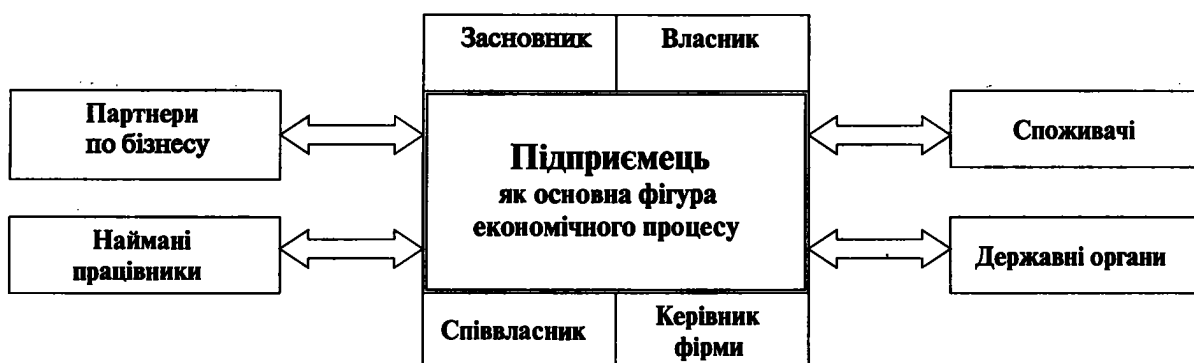 Засновник
Власник
Партнери
по бізнесу
Наймані
працівники
Підприємець
як основна фігура
економічного процесу
Споживачі
Державні органи
Співвласник
Керівник
фірми